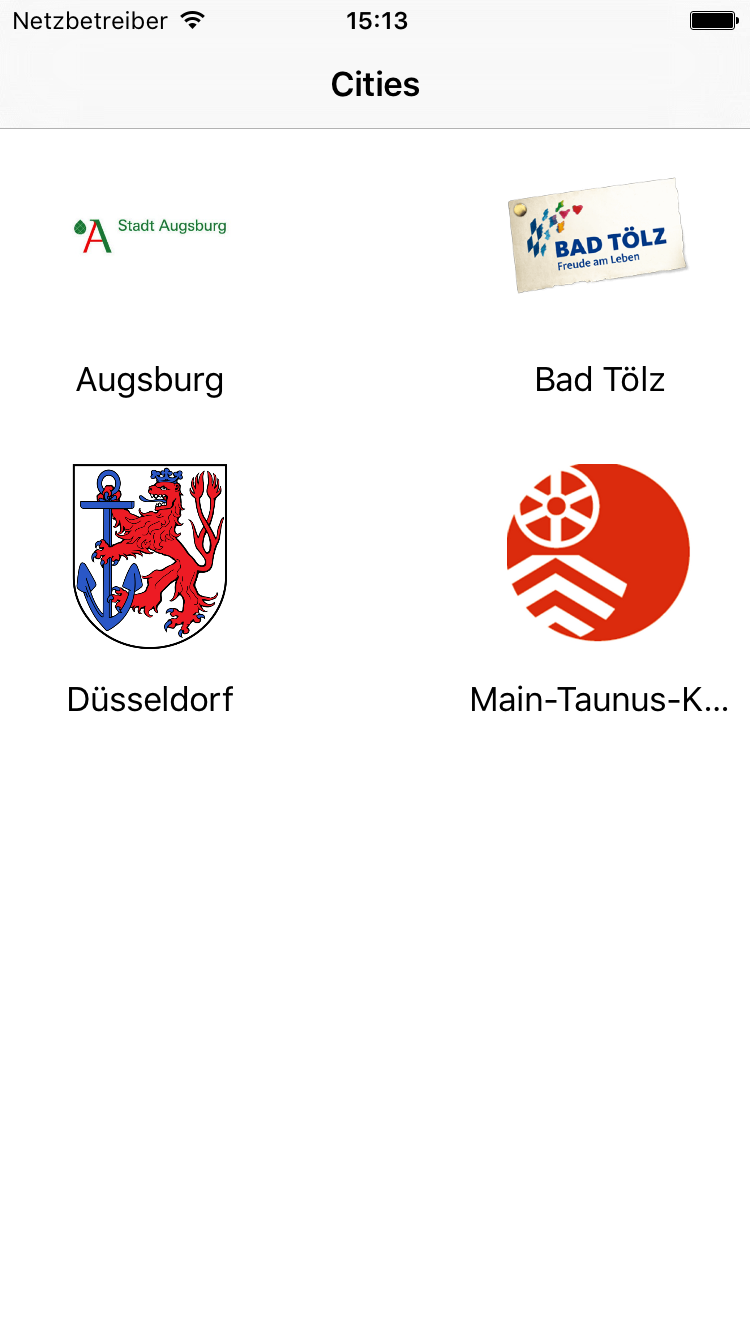 Netzbetreiber 15:13
Cities
Stadt Augsburg
BAD TÖLZ
Freude am Leben
Augsburg
Bad Tölz
Düsseldorf
Main-Taunus-K...